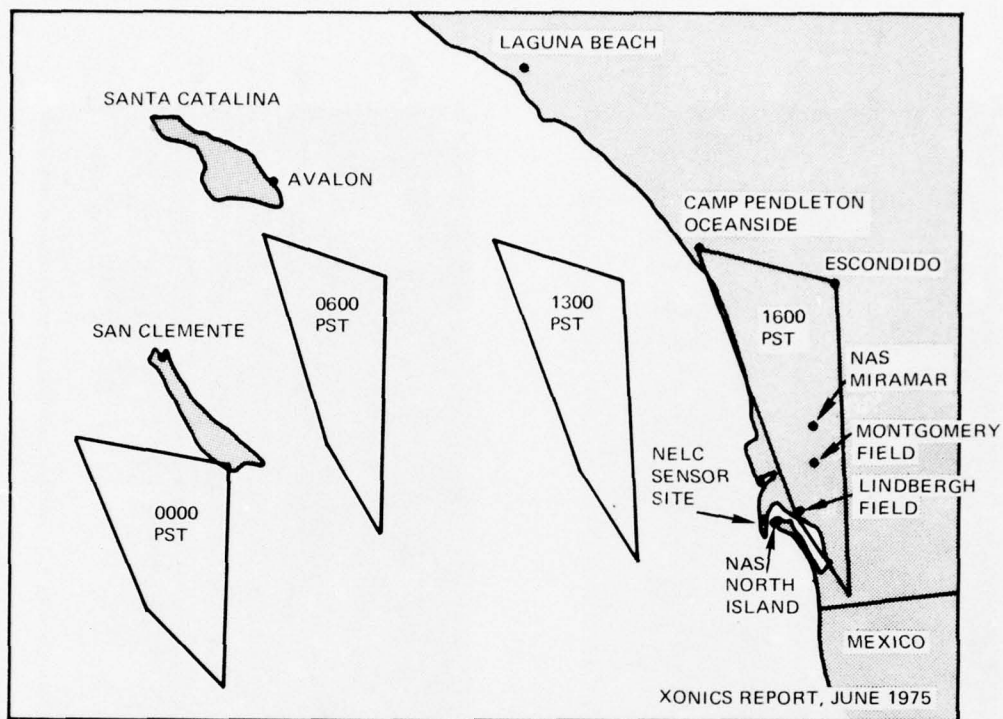 LAGUNA BEACH
SANTA CATALINA
AVALON
CAMP PENDLETON
OCEANSIDE
ESCONDIDO
0600
PST
1300
PST
1600
PST
SAN CLEMENTE
NAS
MIRAMAR
MONTGOMERY
FIELD
NELC
SENSOR
SITE
LINDBERGH
FIELD
0000
PST
NAS
NORTH
ISLAND
MEXICO
XONICS REPORT, JUNE 1975